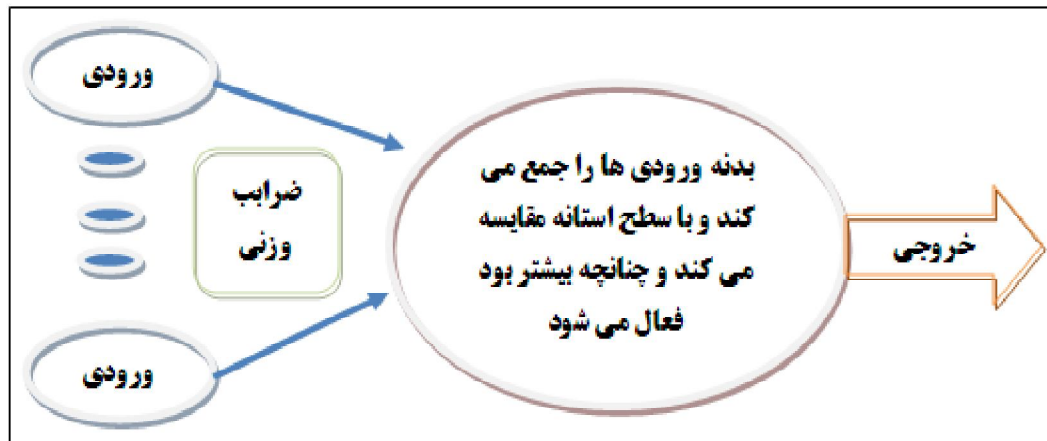 ورودی
ضرایب
وزنی
ورودی
بدنه ورودی ها را جمع می
کند و با سطح استانه مقایسه
می کند و چنانچه بیشتر بود
فعال می شود
خروجی